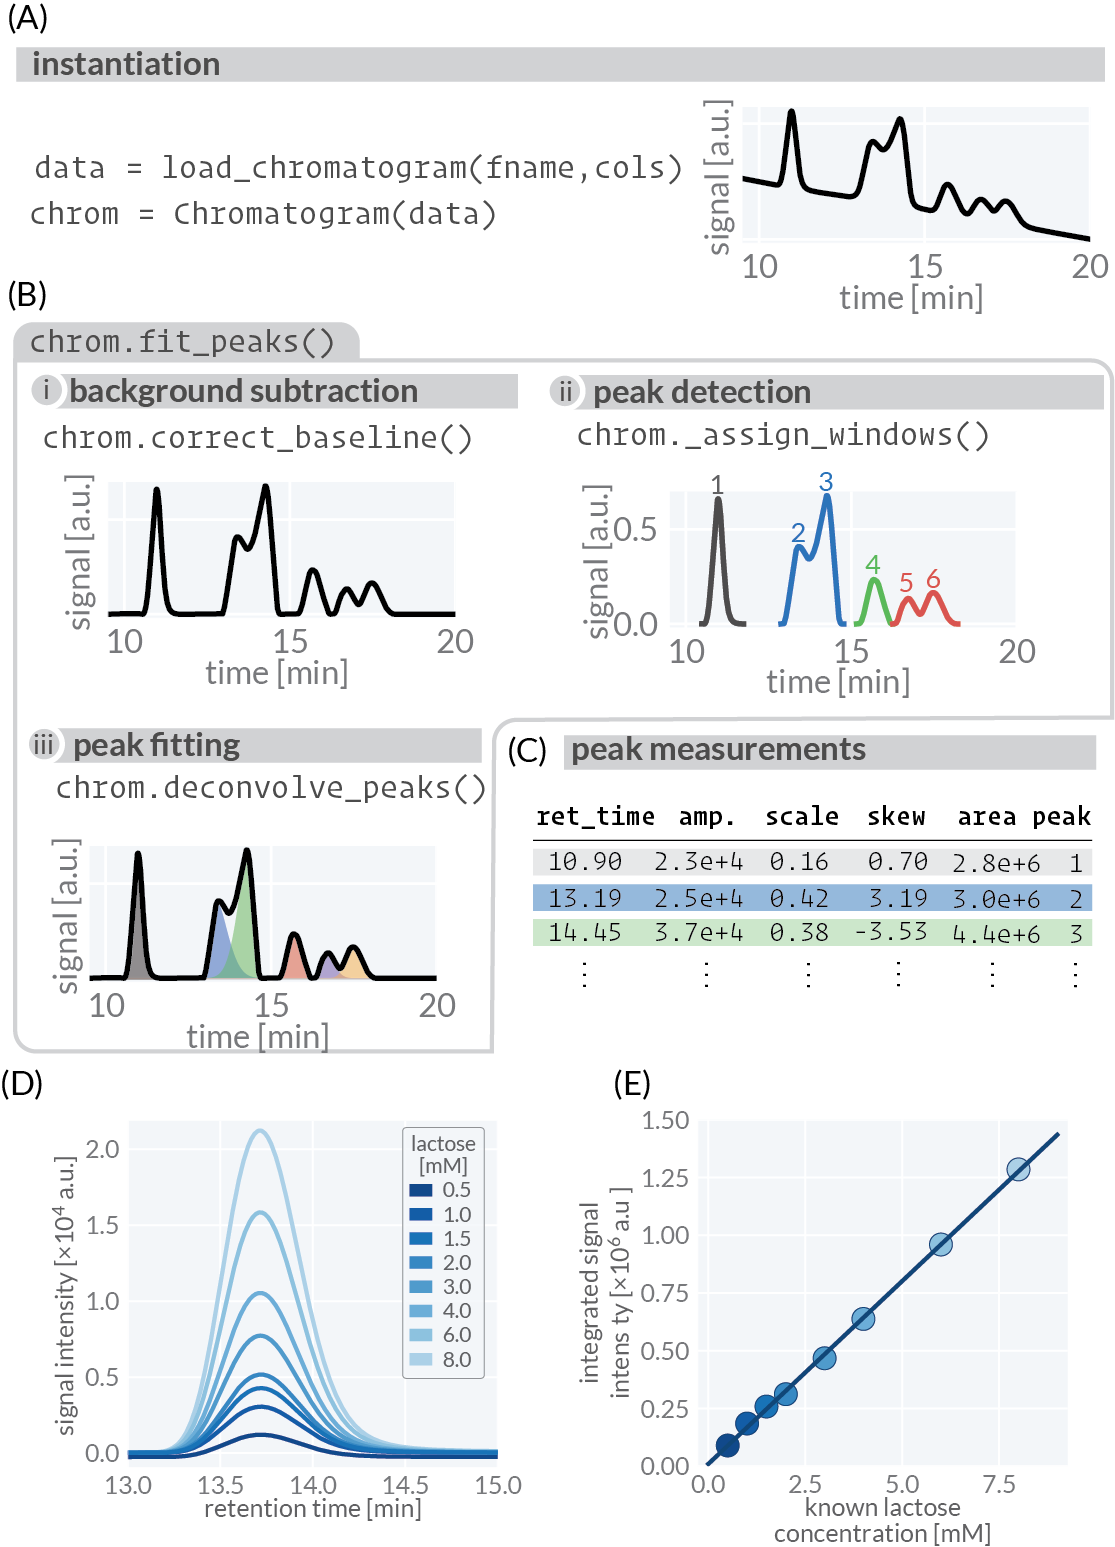 (A)
instantiation
data = load_chromatogram(fname,cols)
chrom = Chromatogram(data)
signal [a.u.]
10 15 20
time [min]
(B)
chrom.fit_peaks()
i background subtraction
chrom.correct_baseline()
signal [a.u.]
10 15 20
time [min]
ii peak detection
chrom._assign_windows()
signal [a.u.]
0.5
0.0
1 2 3 4 5 6
10 15 20
time [min]
iii peak fitting
chrom.deconvolve_peaks()
signal [a.u.]
10 15 20
time [min]
(C) peak measurements
ret_time amp. scale skew area peak
10.90 2.3e+4 0.16 0.70 2.8e+6 1
13.19 2.5e+4 0.42 3.19 3.0e+6 2
14.45 3.7e+4 0.38 -3.53 4.4e+6 3
⋮ ⋮ ⋮ ⋮ ⋮ ⋮
(D)
signal intensity [×10⁴ a.u.]
2.0
1.5
1.0
0.5
0.0
lactose
[mM]
0.5
1.0
1.5
2.0
3.0
4.0
6.0
8.0
13.0 13.5 14.0 14.5 15.0
retention time [min]
(E)
integrated signal
intens ty [×10⁶ a.u ]
1.50
1.25
1.00
0.75
0.50
0.25
0.00
0.0 2.5 5.0 7.5
known lactose
concentration [mM]